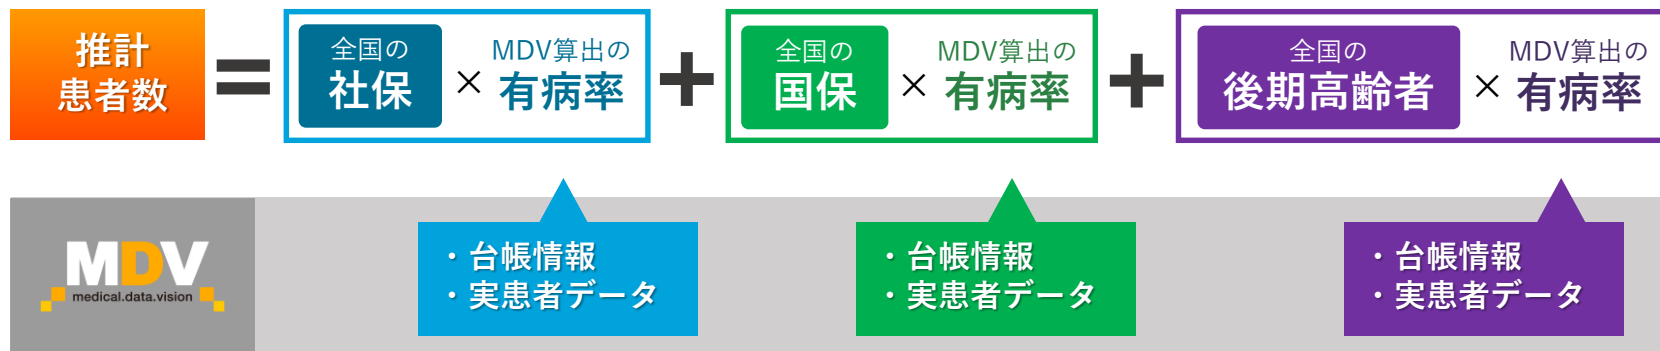 推計
患者数
=
全国の
社保
×
MDV算出の
有病率
+
全国の
国保
×
MDV算出の
有病率
+
全国の
後期高齢者
×
MDV算出の
有病率
MDV
medical.data.vision
・台帳情報
・実患者データ
・台帳情報
・実患者データ
・台帳情報
・実患者データ